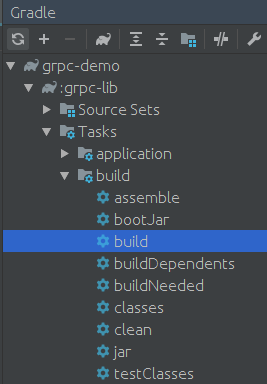 Gradle
grpc-demo
:grpc-lib
Source Sets
Tasks
application
build
assemble
bootJar
build
buildDependents
buildNeeded
classes
clean
jar
testClasses